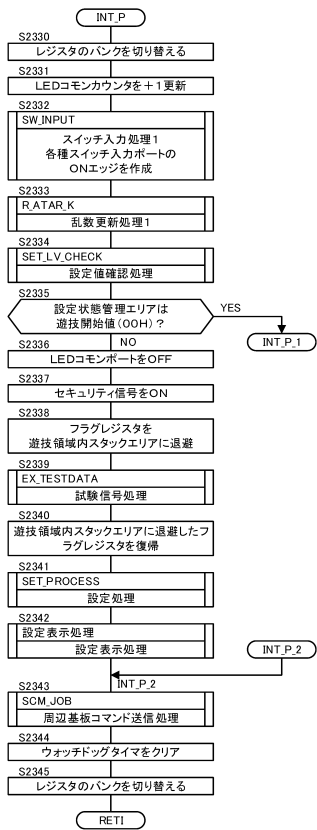 INT_P
S2330
レジスタのバンクを切り替える
S2331
LEDコモンカウンタを＋1更新
S2332
SW_INPUT
スイッチ入力処理1
各種スイッチ入力ポートの
ONエッジを作成
S2333
R_ATAR_K
乱数更新処理1
S2334
SET_LV_CHECK
設定値確認処理
S2335
設定状態管理エリアは
遊技開始値(00H)？
YES
INT_P_1
NO
S2336
LEDコモンポートをOFF
S2337
セキュリティ信号をON
S2338
フラグレジスタを
遊技領域内スタックエリアに退避
S2339
EX_TESTDATA
試験信号処理
S2340
遊技領域内スタックエリアに退避したフ
ラグレジスタを復帰
S2341
SET_PROCESS
設定処理
S2342
設定表示処理
設定表示処理
INT_P_2
INT_P_2
S2343
SCM_JOB
周辺基板コマンド送信処理
S2344
ウォッチドッグタイマをクリア
S2345
レジスタのバンクを切り替える
RETI